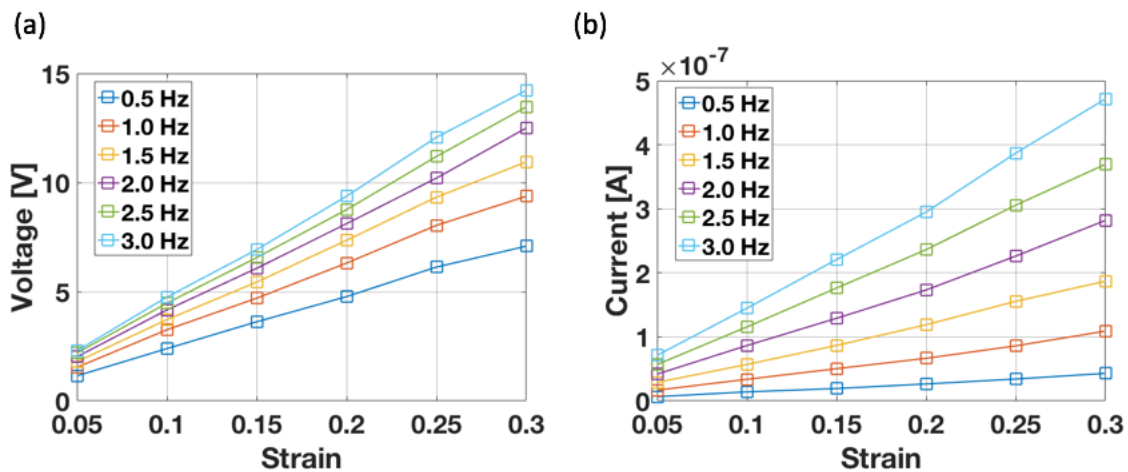 (a)
15
10
5
0
0.05 0.1 0.15 0.2 0.25 0.3
Voltage [V]
Strain
0.5 Hz
1.0 Hz
1.5 Hz
2.0 Hz
2.5 Hz
3.0 Hz
(b)
×10-7
5
4
3
2
1
0
0.05 0.1 0.15 0.2 0.25 0.3
Current [A]
Strain
0.5 Hz
1.0 Hz
1.5 Hz
2.0 Hz
2.5 Hz
3.0 Hz